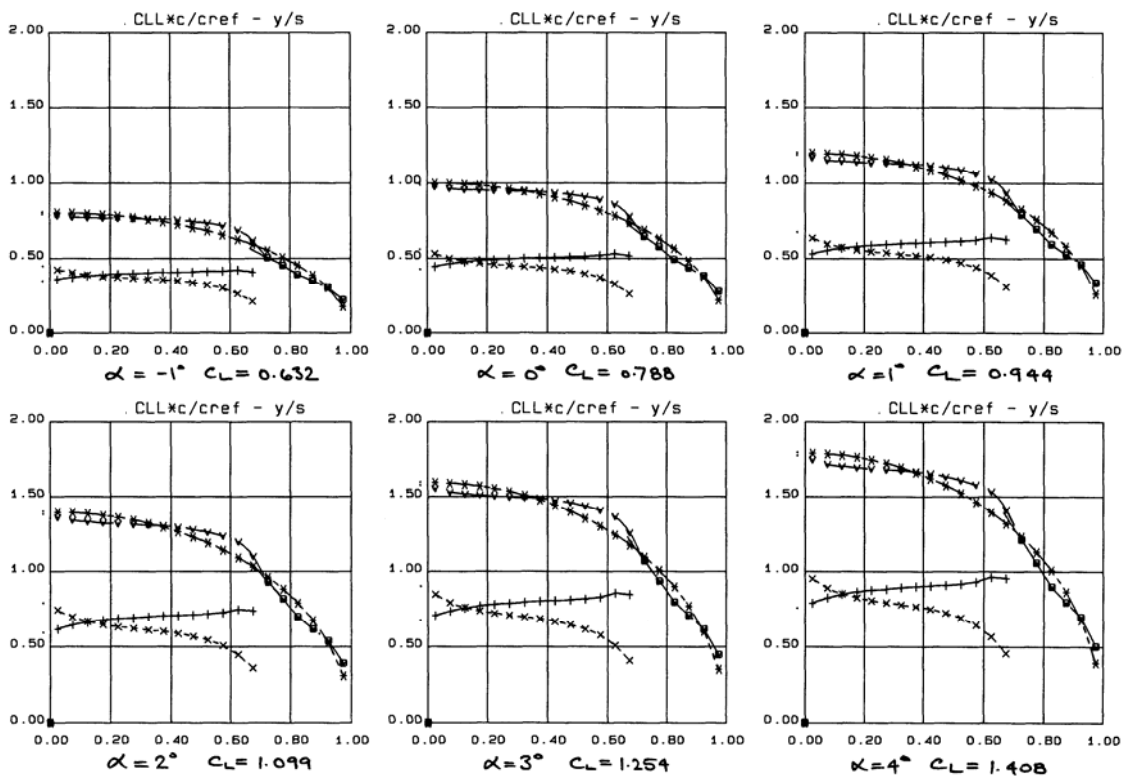 . CLL*c/cref - y/s
. CLL*c/cref - y/s
. CLL*c/cref - y/s
2.00
1.50
1.00
0.50
0.00
0.00 0.20 0.40 0.60 0.80 1.00
α = -1° CL = 0.632
2.00
1.50
1.00
0.50
0.00
0.00 0.20 0.40 0.60 0.80 1.00
α = 0° CL = 0.788
2.00
1.50
1.00
0.50
0.00
0.00 0.20 0.40 0.60 0.80 1.00
α = 1° CL = 0.944
. CLL*c/cref - y/s
. CLL*c/cref - y/s
. CLL*c/cref - y/s
2.00
1.50
1.00
0.50
0.00
0.00 0.20 0.40 0.60 0.80 1.00
α = 2° CL = 1.099
2.00
1.50
1.00
0.50
0.00
0.00 0.20 0.40 0.60 0.80 1.00
α = 3° CL = 1.254
2.00
1.50
1.00
0.50
0.00
0.00 0.20 0.40 0.60 0.80 1.00
α = 4° CL = 1.408